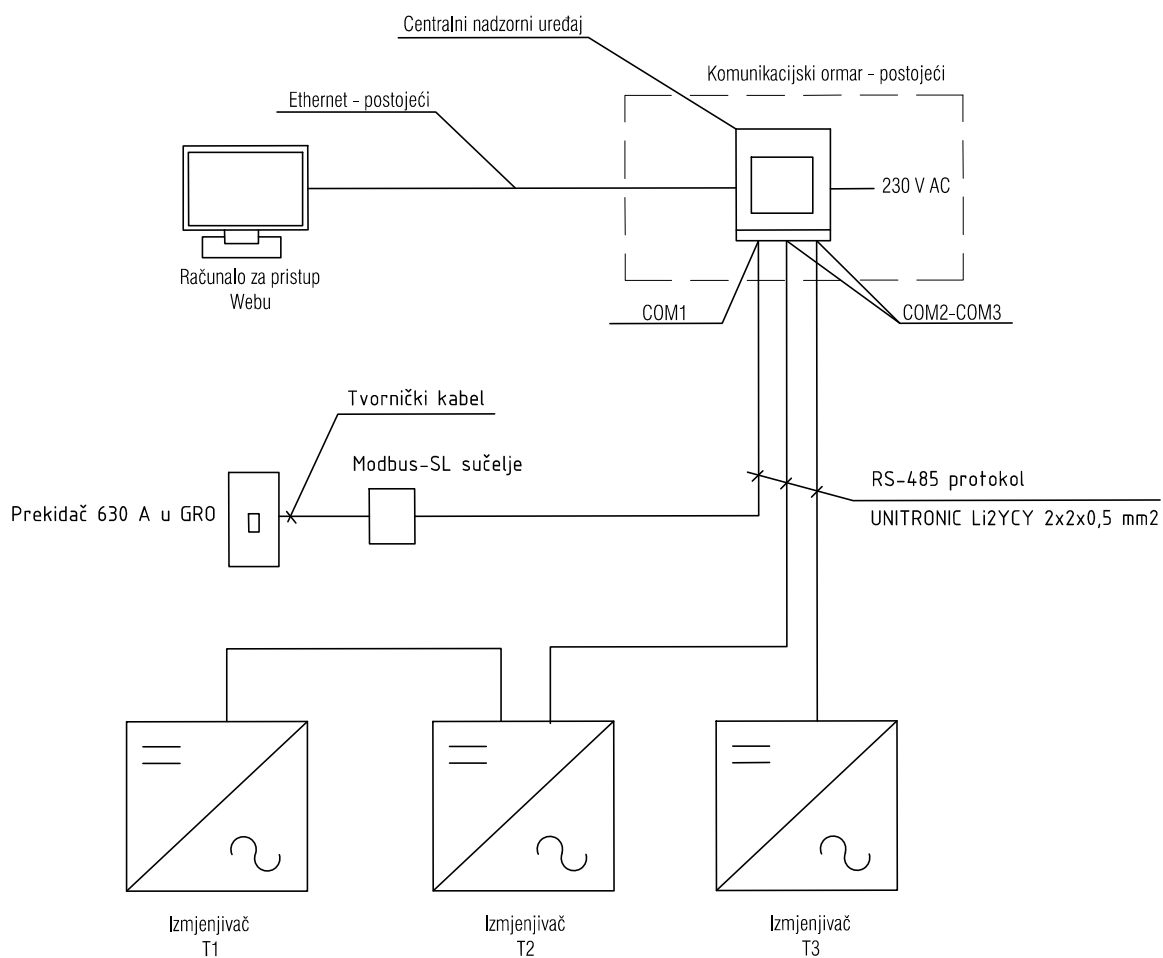 Centralni nadzorni uređaj
Komunikacijski ormar - postojeći
Ethernet - postojeći
230 V AC
Računalo za pristup
Webu
COM1
COM2-COM3
Tvornički kabel
Modbus-SL sučelje
Prekidač 630 A u GRO
RS-485 protokol
UNITRONIC Li2YCY 2x2x0,5 mm2
Izmjenjivač
T1
Izmjenjivač
T2
Izmjenjivač
T3